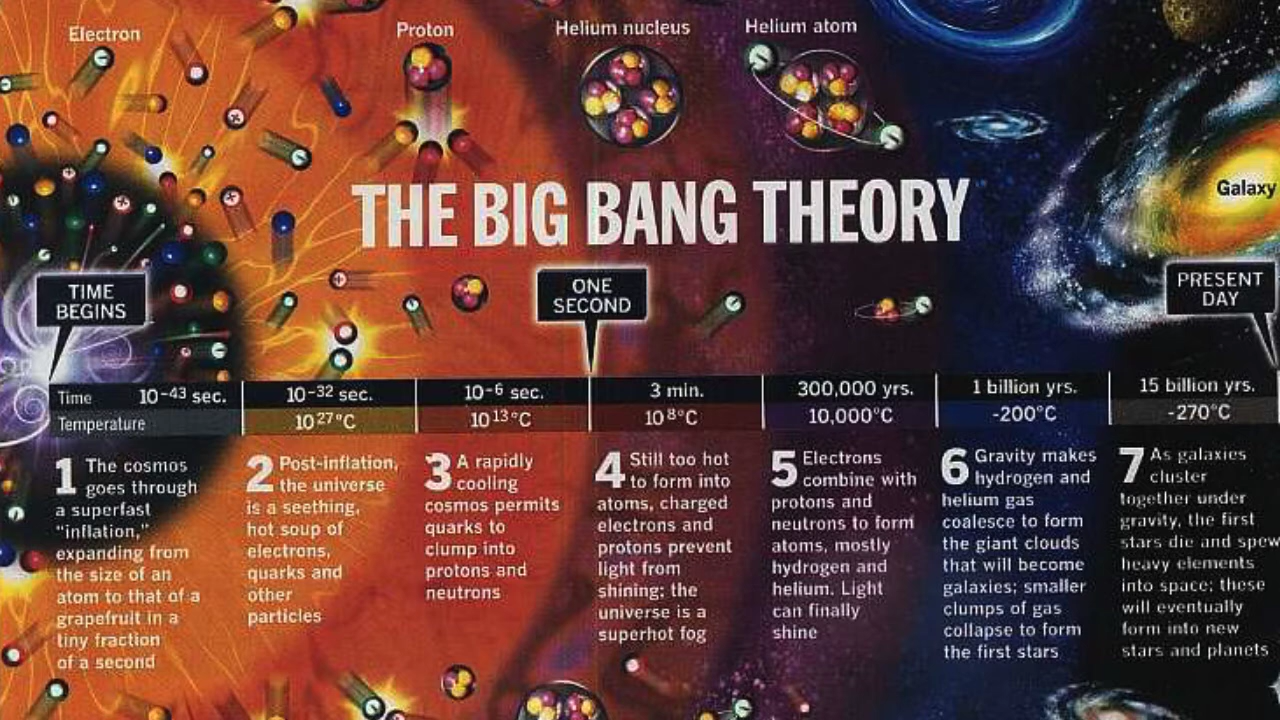 Electron
Proton
Helium nucleus
Helium atom
Galaxy
THE BIG BANG THEORY
TIME
BEGINS
ONE
SECOND
PRESENT
DAY
Time 10-43 sec. 10-32 sec. 10-6 sec. 3 min. 300,000 yrs. 1 billion yrs. 15 billion yrs.
Temperature 10 27°C 10 13°C 10 8°C 10,000°C -200°C -270°C
1 The cosmos
goes through
a superfast
"inflation,"
expanding from
the size of an
atom to that of a
grapefruit in a
tiny fraction
of a second
2 Post-inflation,
the universe
is a seething,
hot soup of
electrons,
quarks and
other
particles
3 A rapidly
cooling
cosmos permits
quarks to
clump into
protons and
neutrons
4 Still too hot
to form into
atoms, charged
electrons and
protons prevent
light from
shining; the
universe is a
superhot fog
5 Electrons
combine with
protons and
neutrons to form
atoms, mostly
hydrogen and
helium. Light
can finally
shine
6 Gravity makes
hydrogen and
helium gas
coalesce to form
the giant clouds
that will become
galaxies; smaller
clumps of gas
collapse to form
the first stars
7 As galaxies
cluster
together under
gravity, the first
stars die and spew
heavy elements
into space; these
will eventually
form into new
stars and planets